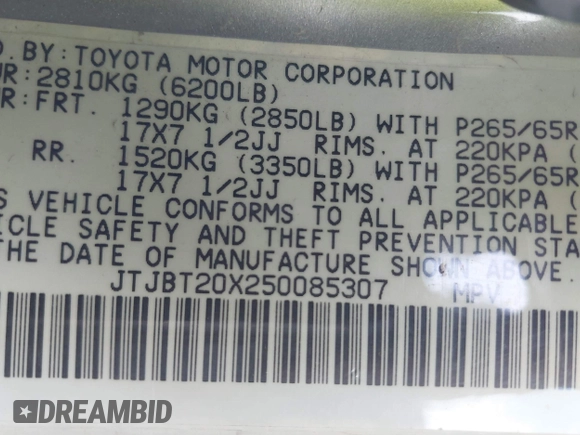 D. BY: TOYOTA MOTOR CORPORATION
WR: 2810KG (6200LB)
R: FRT. 1290KG (2850LB) WITH P265/65R
17X7 1/2JJ RIMS. AT 220KPA (
RR. 1520KG (3350LB) WITH P265/65R
17X7 1/2JJ RIMS. AT 220KPA (
S VEHICLE CONFORMS TO ALL APPLICABLE
ICLE SAFETY AND THEFT PREVENTION STA
THE DATE OF MANUFACTURE SHOWN ABOVE.
JTJBT20X250085307 MPV
DREAMBID